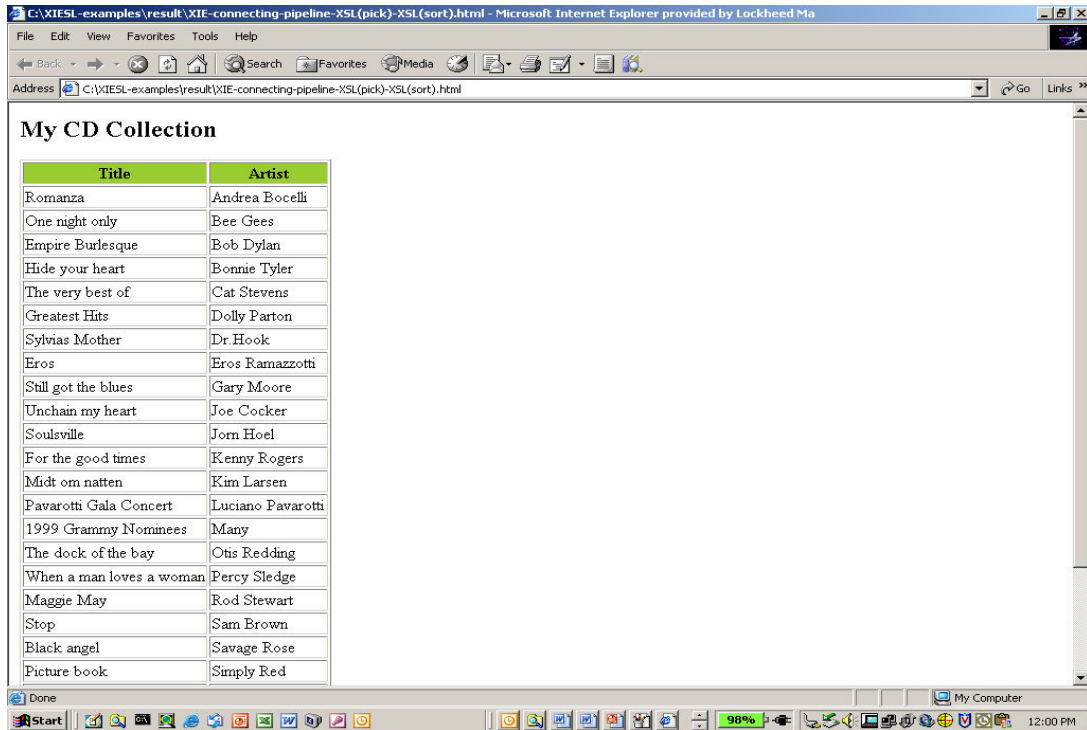 C:\XIESL-examples\result\XIE-connecting-pipeline-XSL(pick)-XSL(sort).html - Microsoft Internet Explorer provided by Lockheed Ma
File Edit View Favorites Tools Help
Back Search Favorites Media
Address C:\XIESL-examples\result\XIE-connecting-pipeline-XSL(pick)-XSL(sort).html Go Links »
My CD Collection
Title Artist
Romanza Andrea Bocelli
One night only Bee Gees
Empire Burlesque Bob Dylan
Hide your heart Bonnie Tyler
The very best of Cat Stevens
Greatest Hits Dolly Parton
Sylvias Mother Dr.Hook
Eros Eros Ramazzotti
Still got the blues Gary Moore
Unchain my heart Joe Cocker
Soulsville Jorn Hoel
For the good times Kenny Rogers
Midt om natten Kim Larsen
Pavarotti Gala Concert Luciano Pavarotti
1999 Grammy Nominees Many
The dock of the bay Otis Redding
When a man loves a woman Percy Sledge
Maggie May Rod Stewart
Stop Sam Brown
Black angel Savage Rose
Picture book Simply Red
Done My Computer
Start 98% 12:00 PM